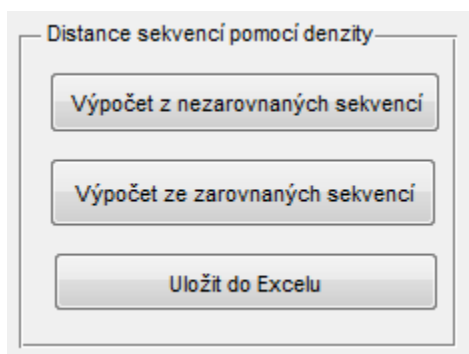 Distance sekvencí pomocí denzity
Výpočet z nezarovnaných sekvencí
Výpočet ze zarovnaných sekvencí
Uložit do Excelu